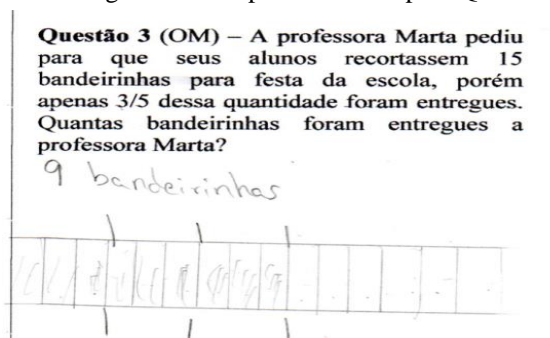 Questão 3 (OM) – A professora Marta pediu
para que seus alunos recortassem 15
bandeirinhas para festa da escola, porém
apenas 3/5 dessa quantidade foram entregues.
Quantas bandeirinhas foram entregues a
professora Marta?
9 bandeirinhas